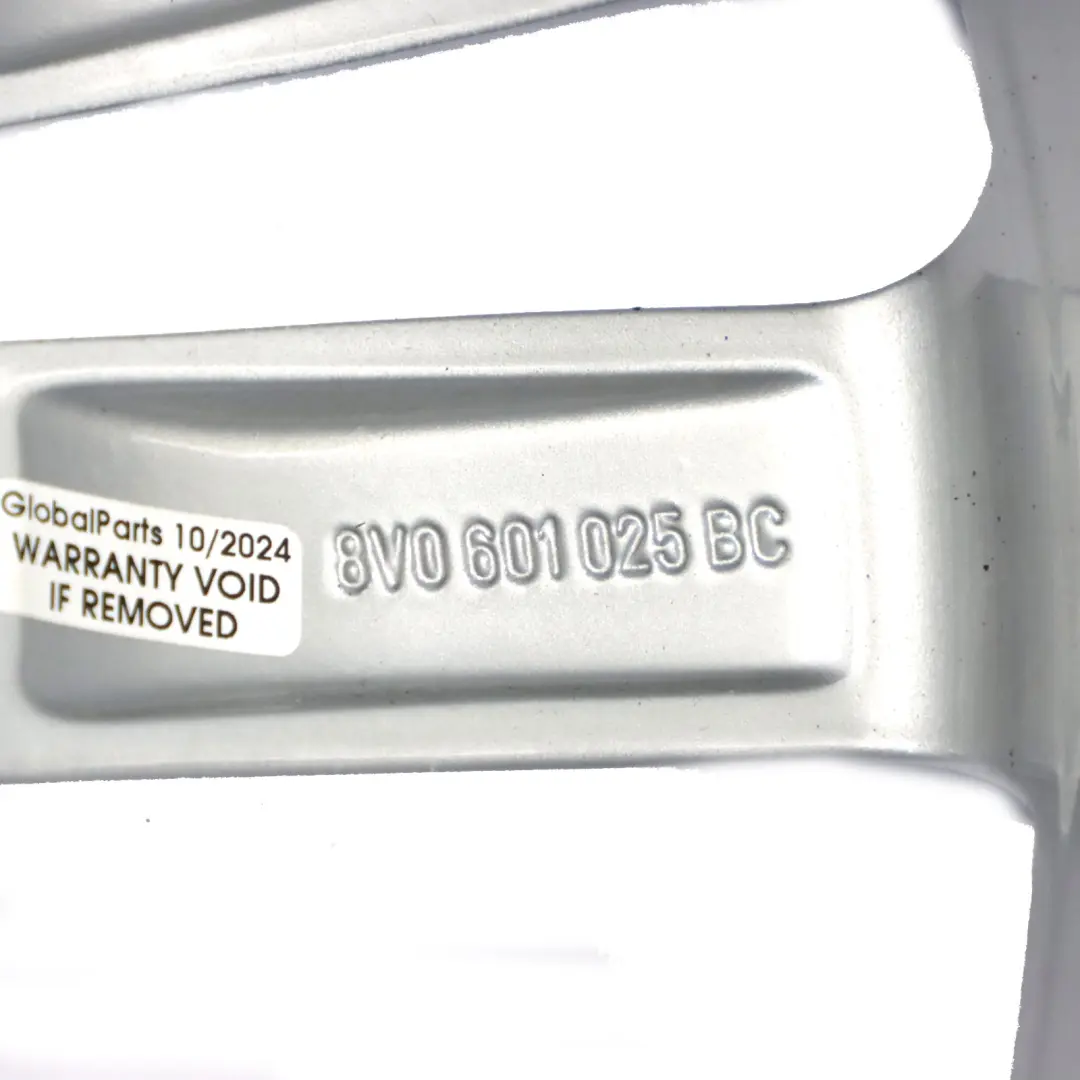 GlobalParts 10/2024
WARRANTY VOID
IF REMOVED
8V0 601 025 BC